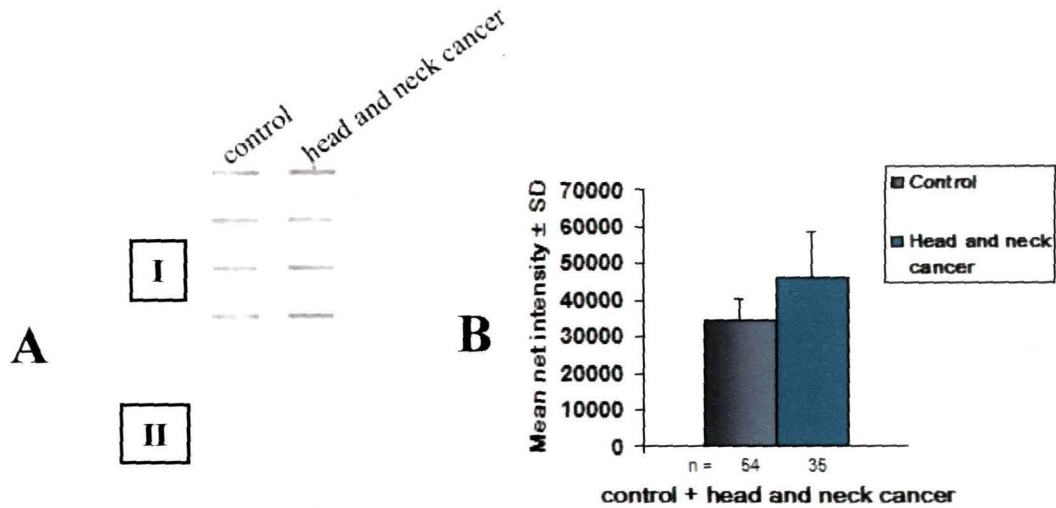 control
head and neck cancer
I
A
II
B
Mean net intensity ± SD
70000
60000
50000
40000
30000
20000
10000
0
n = 54 35
control + head and neck cancer
Control
Head and neck
cancer